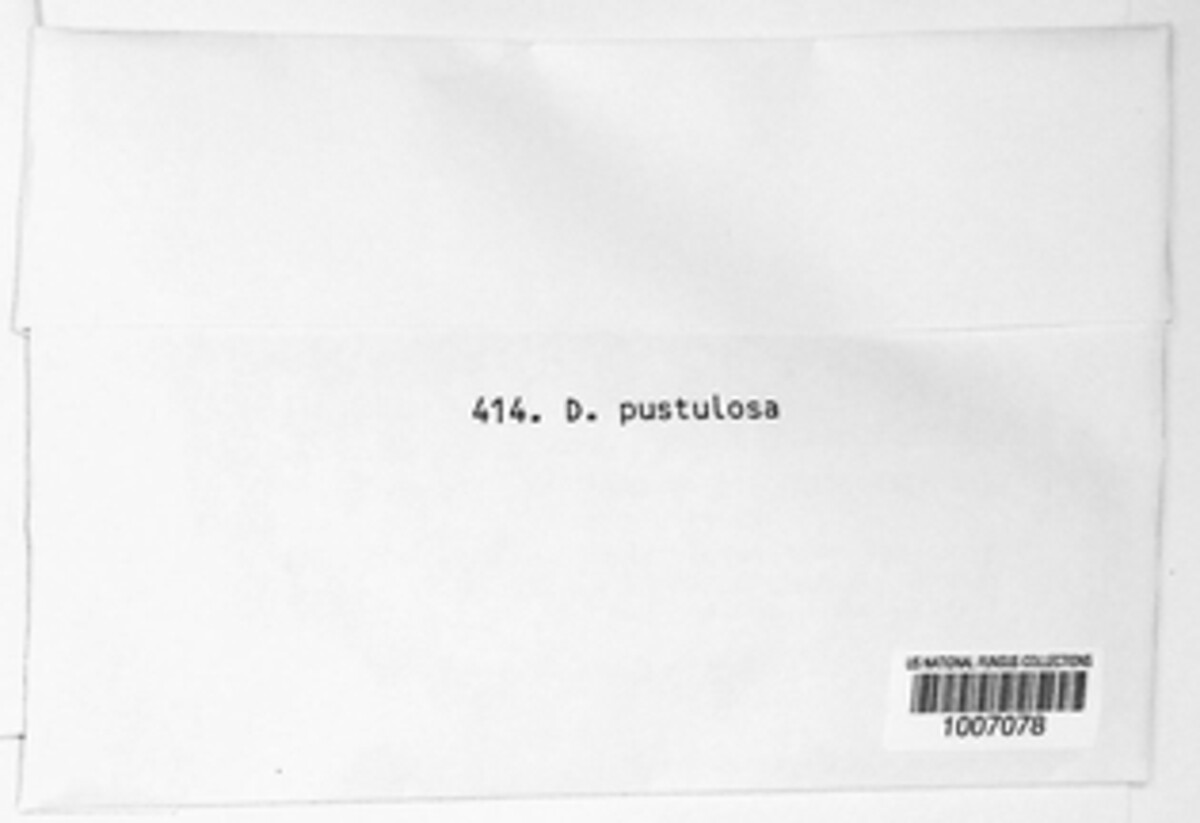 414. D. pustulosa
US NATIONAL FUNGUS COLLECTIONS
1007078